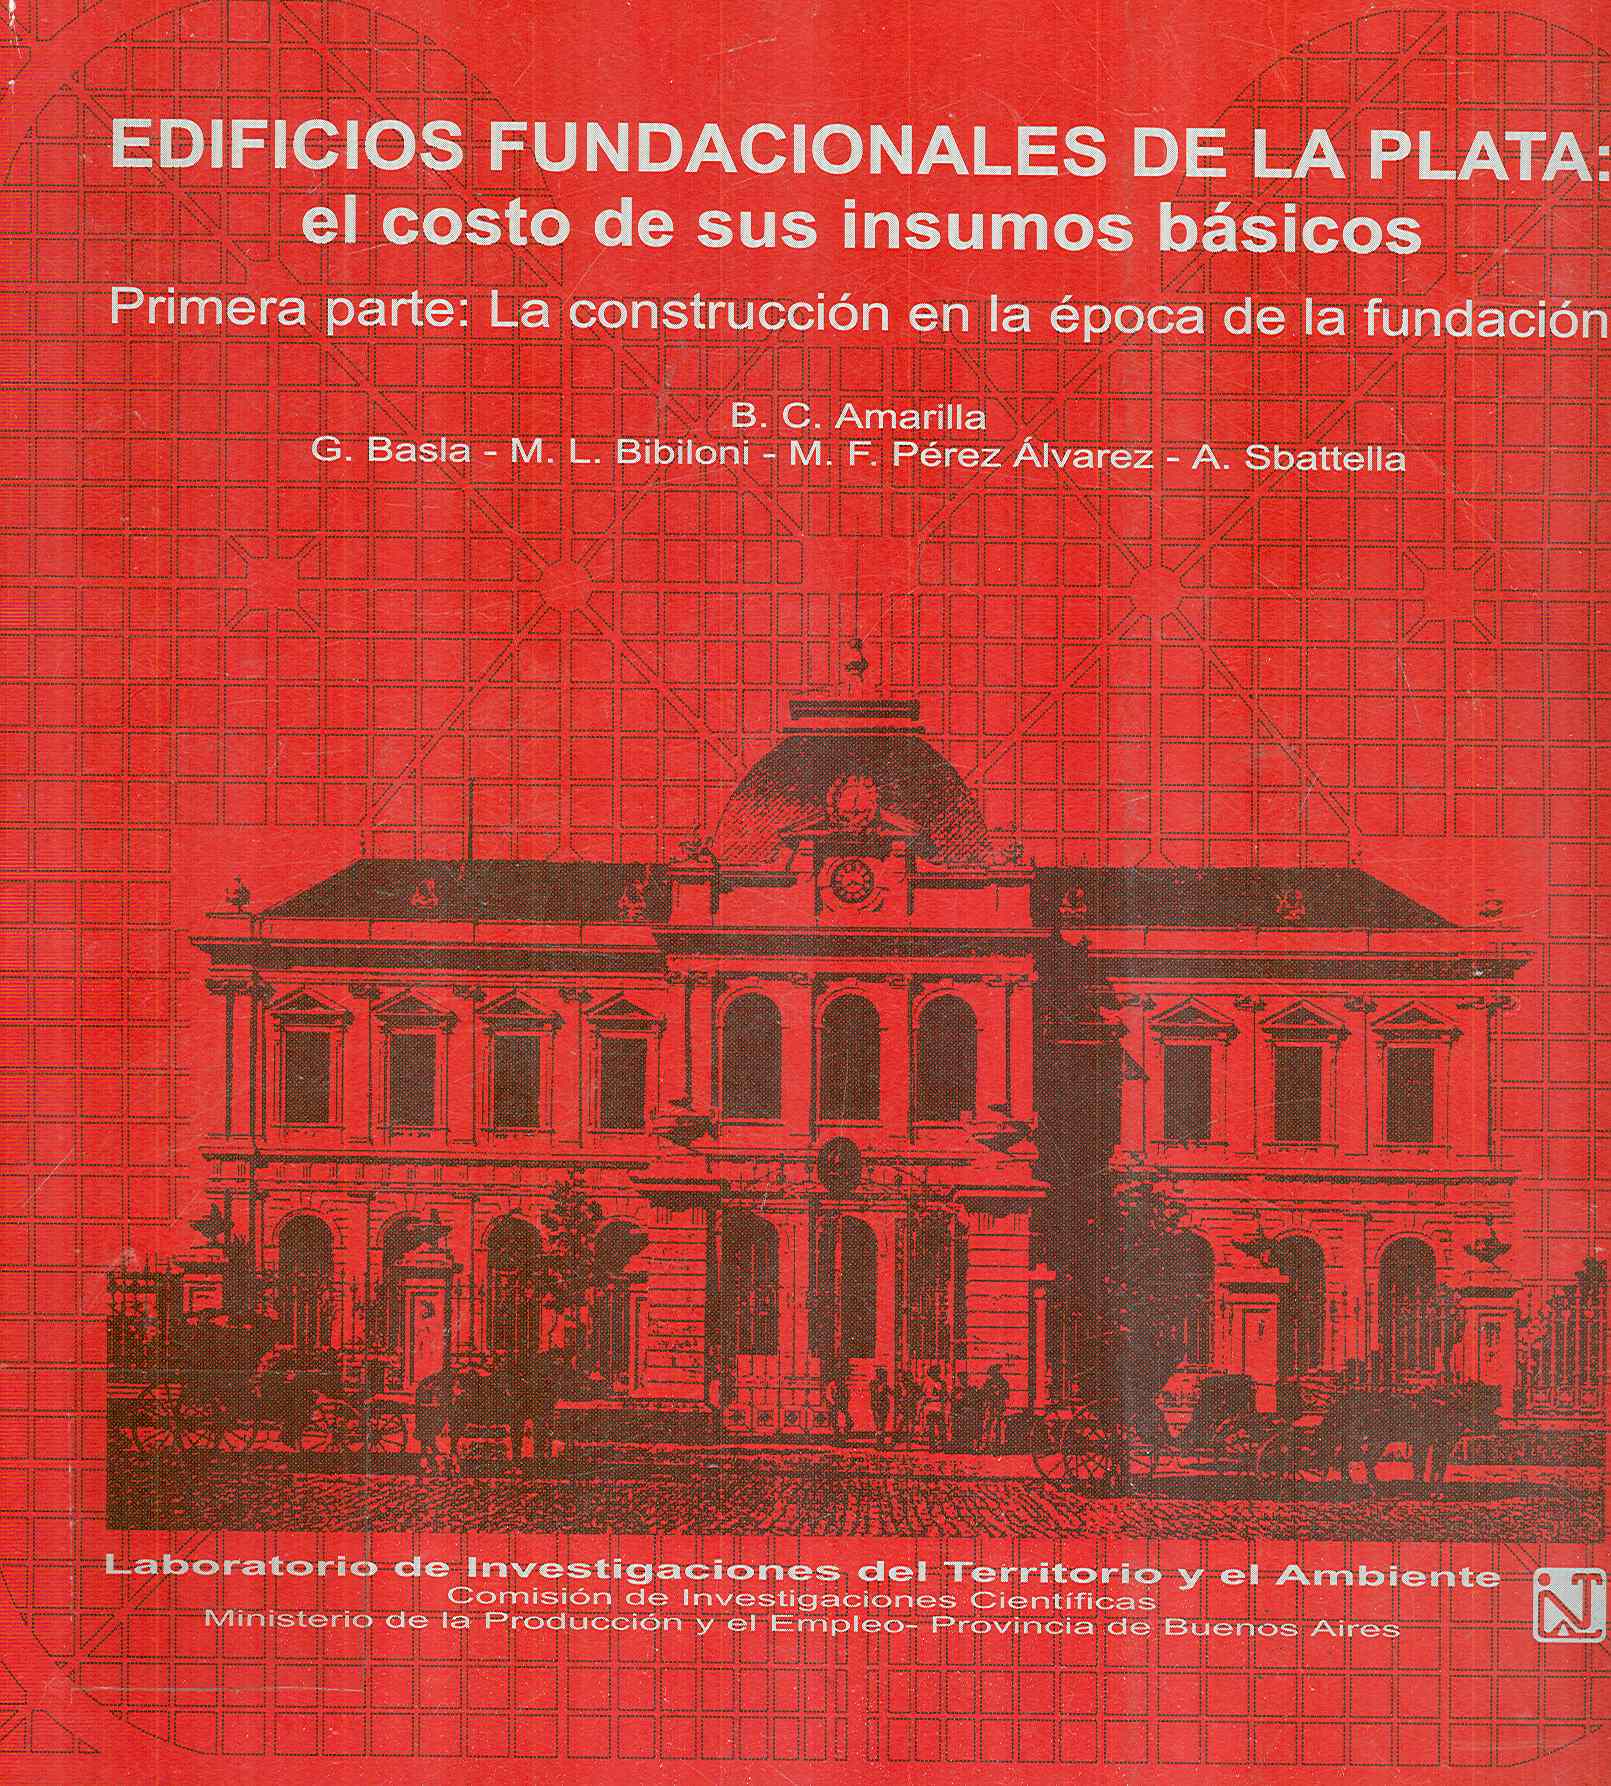 EDIFICIOS FUNDACIONALES DE LA PLATA:
el costo de sus insumos básicos
Primera parte: La construcción en la época de la fundación
B. C. Amarilla
G. Basla - M. L. Bibiloni - M. F. Pérez Álvarez - A. Sbattella
Laboratorio de Investigaciones del Territorio y el Ambiente
Comisión de Investigaciones Científicas
Ministerio de la Producción y el Empleo- Provincia de Buenos Aires